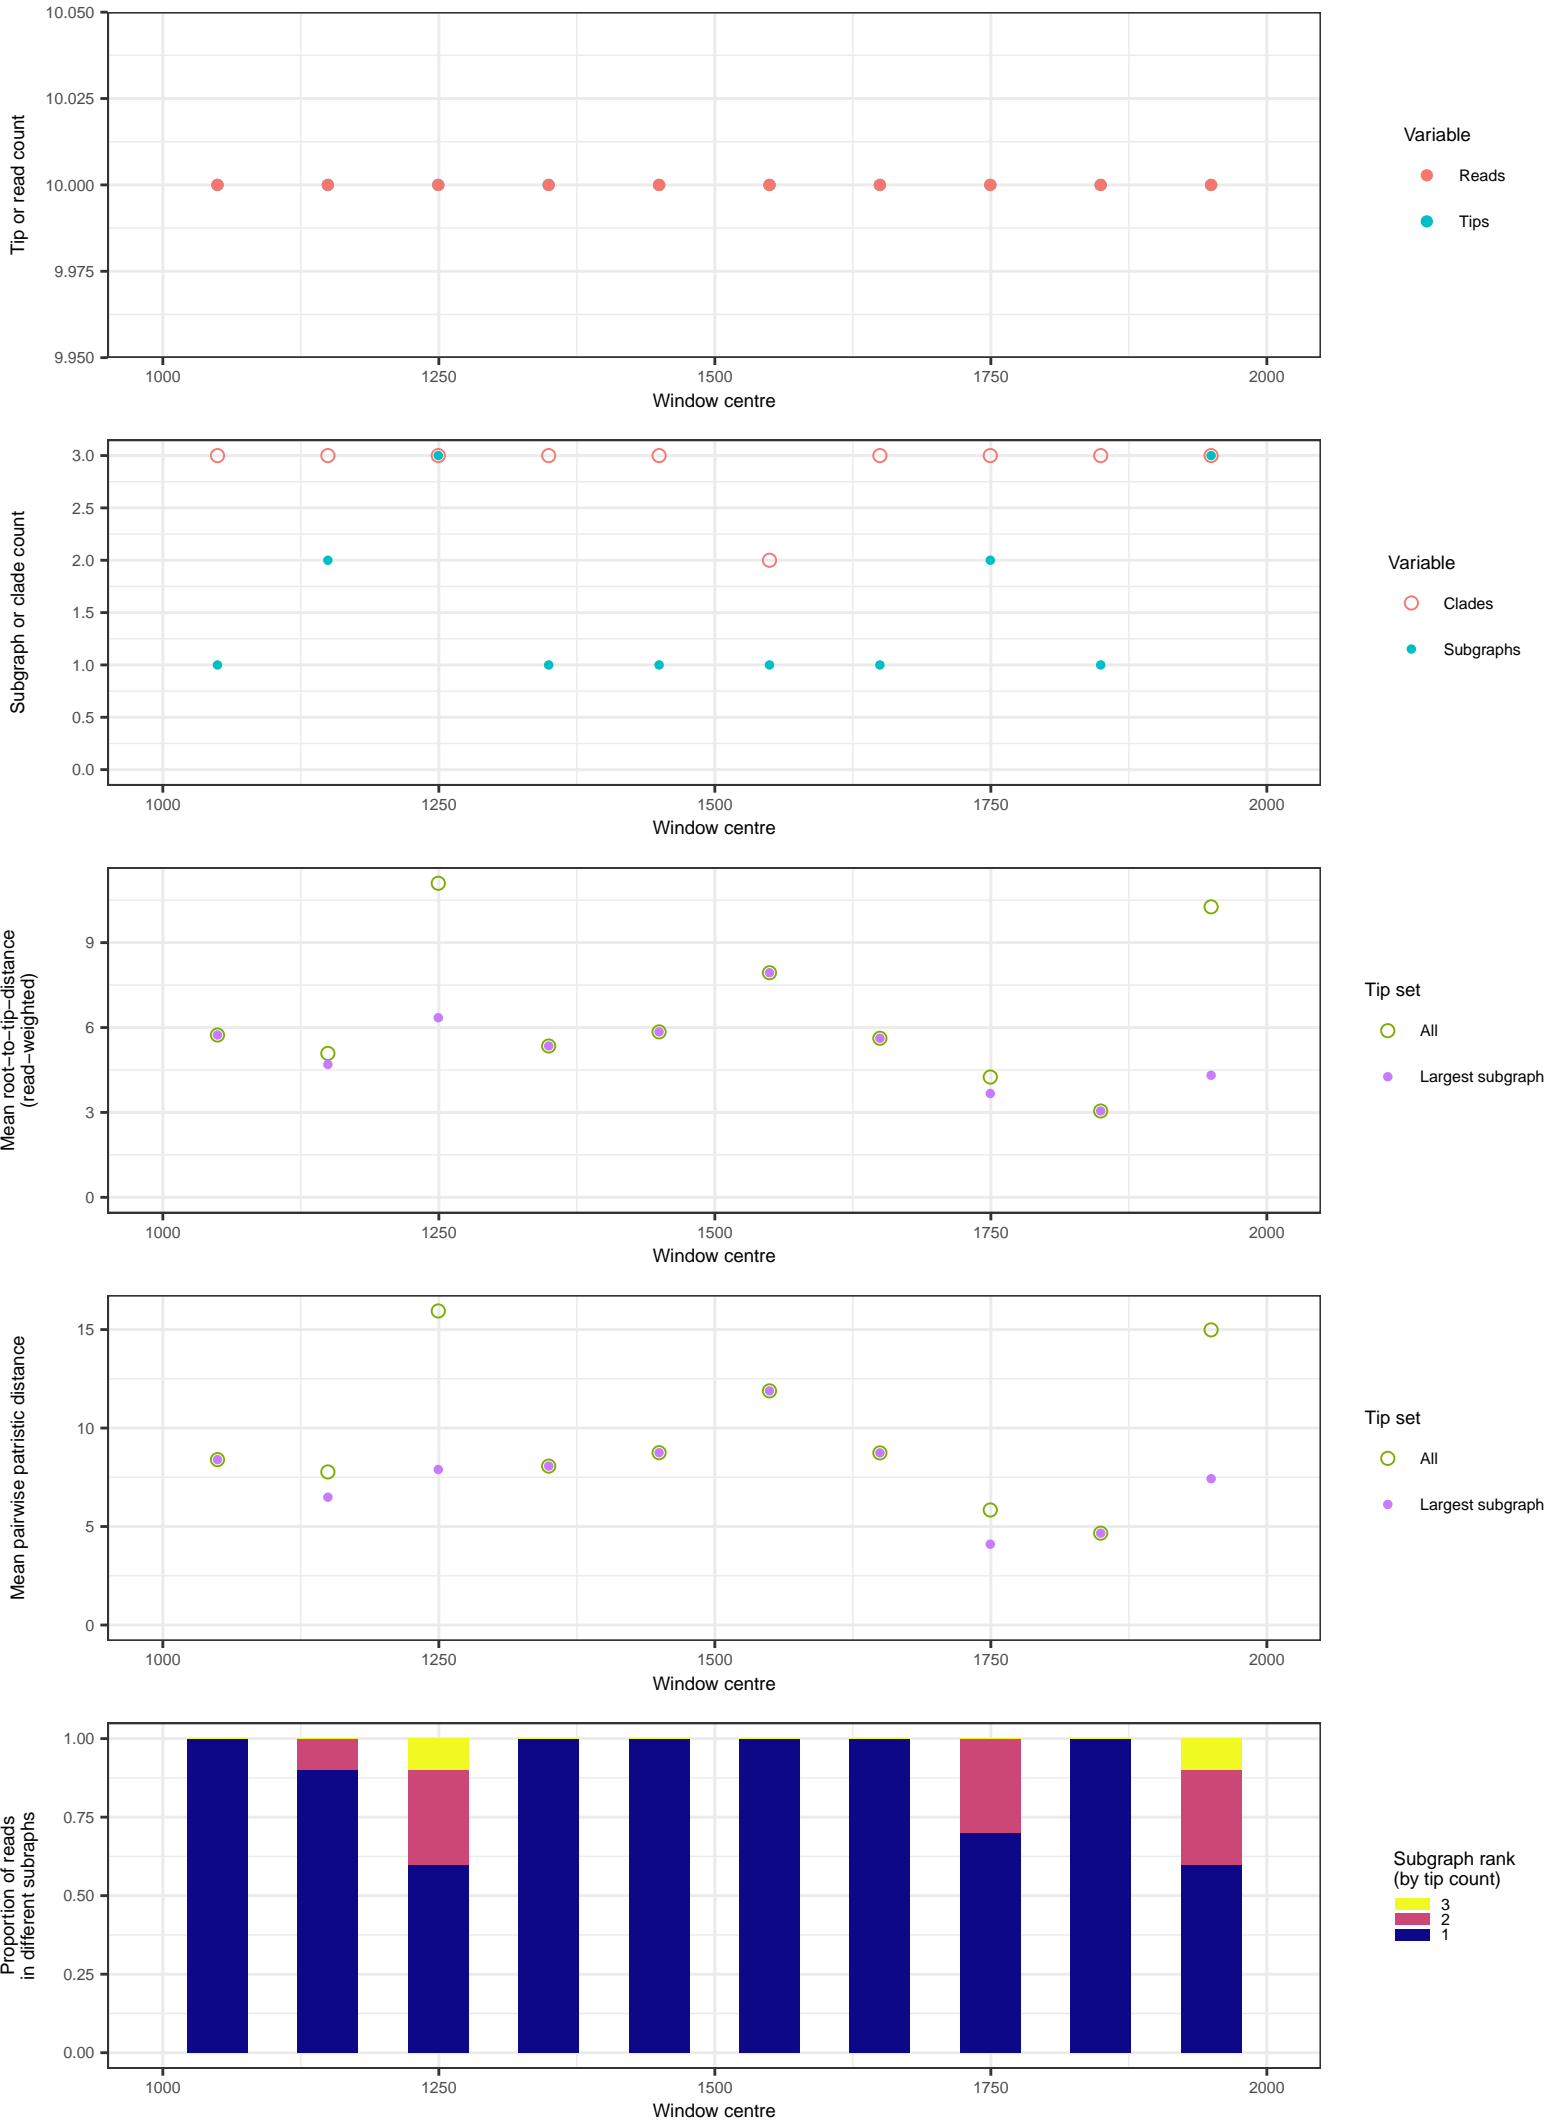 10.050
10.025
10.000
9.975
9.950
Tip or read count
1000 1250 1500 1750 2000
Window centre
Variable
Reads
Tips
3.0
2.5
2.0
1.5
1.0
0.5
0.0
Subgraph or clade count
1000 1250 1500 1750 2000
Window centre
Variable
Clades
Subgraphs
9
6
3
0
Mean root−to−tip−distance
(read−weighted)
1000 1250 1500 1750 2000
Window centre
Tip set
All
Largest subgraph
15
10
5
0
Mean pairwise patristic distance
1000 1250 1500 1750 2000
Window centre
Tip set
All
Largest subgraph
1.00
0.75
0.50
0.25
0.00
Proportion of reads
in different subraphs
1000 1250 1500 1750 2000
Window centre
Subgraph rank
(by tip count)
3
2
1